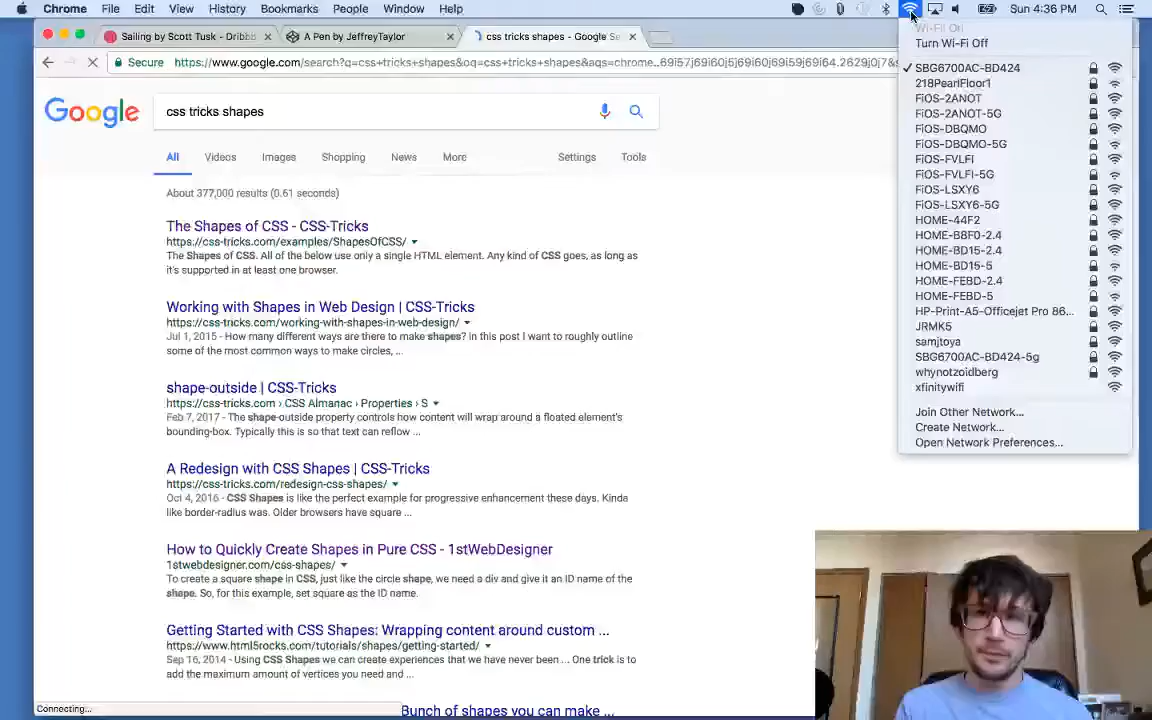 Chrome File Edit View History Bookmarks People Window Help
Sun 4:36 PM
Sailing by Scott Tusk - Dribbb
A Pen by JeffreyTaylor
css tricks shapes - Google Se
Secure https://www.google.com/search?q=css+tricks+shapes&oq=css+tricks+shapes&aqs=chrome..69i57j69i60j5j69i60j69i59j69i64.2629j0j7&s
Google
css tricks shapes
All Videos Images Shopping News More Settings Tools
About 377,000 results (0.61 seconds)
The Shapes of CSS - CSS-Tricks
https://css-tricks.com/examples/ShapesOfCSS/
The Shapes of CSS. All of the below use only a single HTML element. Any kind of CSS goes, as long as
it's supported in at least one browser.
Working with Shapes in Web Design | CSS-Tricks
https://css-tricks.com/working-with-shapes-in-web-design/
Jul 1, 2015 - How many different ways are there to make shapes? In this post I want to roughly outline
some of the most common ways to make circles, ...
shape-outside | CSS-Tricks
https://css-tricks.com › CSS Almanac › Properties › S
Feb 7, 2017 - The shape-outside property controls how content will wrap around a floated element's
bounding-box. Typically this is so that text can reflow ...
A Redesign with CSS Shapes | CSS-Tricks
https://css-tricks.com/redesign-css-shapes/
Oct 4, 2016 - CSS Shapes is like the perfect example for progressive enhancement these days. Kinda
like border-radius was. Older browsers have square ...
How to Quickly Create Shapes in Pure CSS - 1stWebDesigner
1stwebdesigner.com/css-shapes/
To create a square shape in CSS, just like the circle shape, we need a div and give it an ID name of the
shape. So, for this example, set square as the ID name.
Getting Started with CSS Shapes: Wrapping content around custom ...
https://www.html5rocks.com/tutorials/shapes/getting-started/
Sep 16, 2014 - Using CSS Shapes we can create experiences that we have never been ... One trick is to
add the maximum amount of vertices you need and ...
Bunch of shapes you can make ...
Connecting...
Wi-Fi: On
Turn Wi-Fi Off
SBG6700AC-BD424
218PearlFloor1
FiOS-2ANOT
FiOS-2ANOT-5G
FiOS-DBQMO
FiOS-DBQMO-5G
FiOS-FVLFI
FiOS-FVLFI-5G
FiOS-LSXY6
FiOS-LSXY6-5G
HOME-44F2
HOME-B8F0-2.4
HOME-BD15-2.4
HOME-BD15-5
HOME-FEBD-2.4
HOME-FEBD-5
HP-Print-A5-Officejet Pro 86...
JRMK5
samjtoya
SBG6700AC-BD424-5g
whynotzoidberg
xfinitywifi
Join Other Network...
Create Network...
Open Network Preferences...